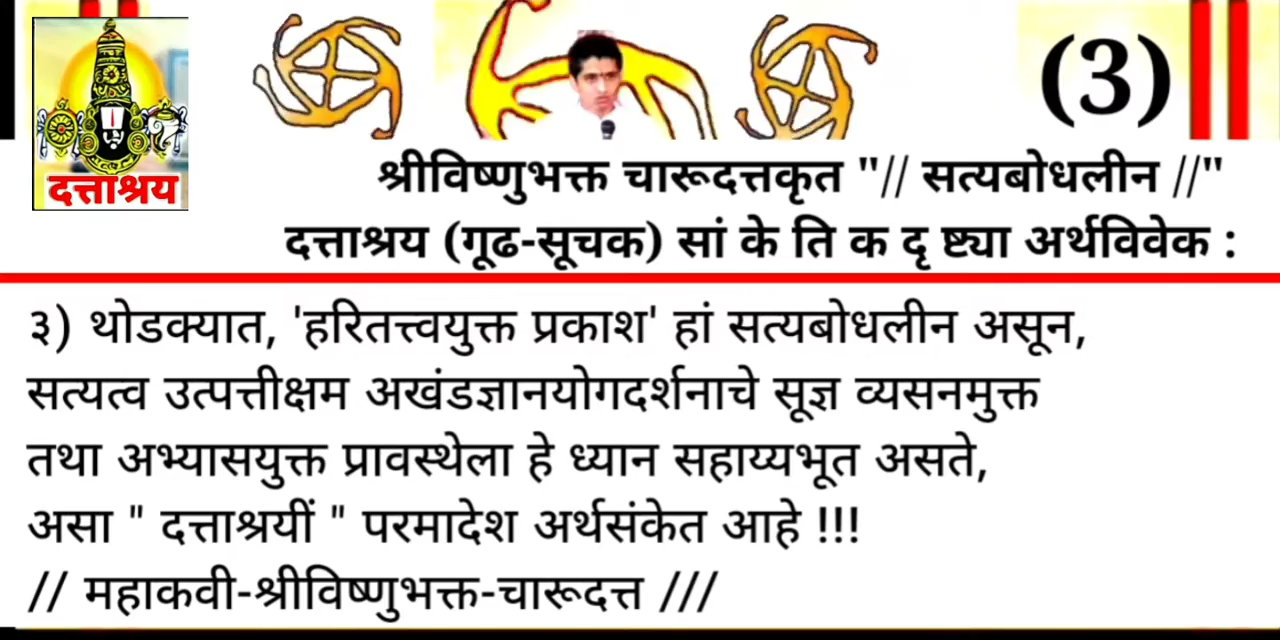 दत्ताश्रय
(3)
श्रीविष्णुभक्त चारूदत्तकृत "// सत्यबोधलीन //"
दत्ताश्रय (गूढ-सूचक) सां के ति क दृ ष्ट्या अर्थविवेक :
३) थोडक्यात, 'हरितत्त्वयुक्त प्रकाश' हां सत्यबोधलीन असून,
सत्यत्व उत्पत्तीक्षम अखंडज्ञानयोगदर्शनाचे सूज्ञ व्यसनमुक्त
तथा अभ्यासयुक्त प्रावस्थेला हे ध्यान सहाय्यभूत असते,
असा " दत्ताश्रयीं " परमादेश अर्थसंकेत आहे !!!
// महाकवी-श्रीविष्णुभक्त-चारूदत्त ///